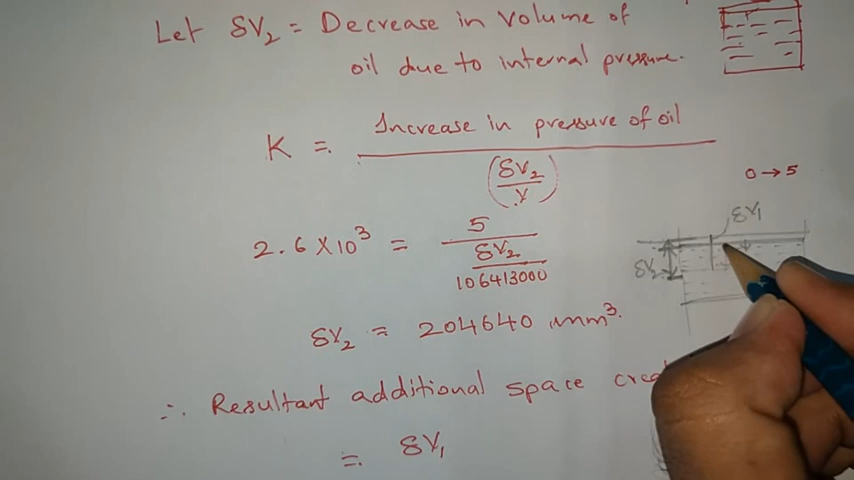 Let δV₂ = Decrease in volume of
oil due to internal pressure.
K = Increase in pressure of oil
(δV₂
V)
0 → 5
2.6 × 10³ = 5
δV₂
106413000
δV₁
δV₂
δV₂ = 204640 mm³.
∴ Resultant additional space
= δV₁